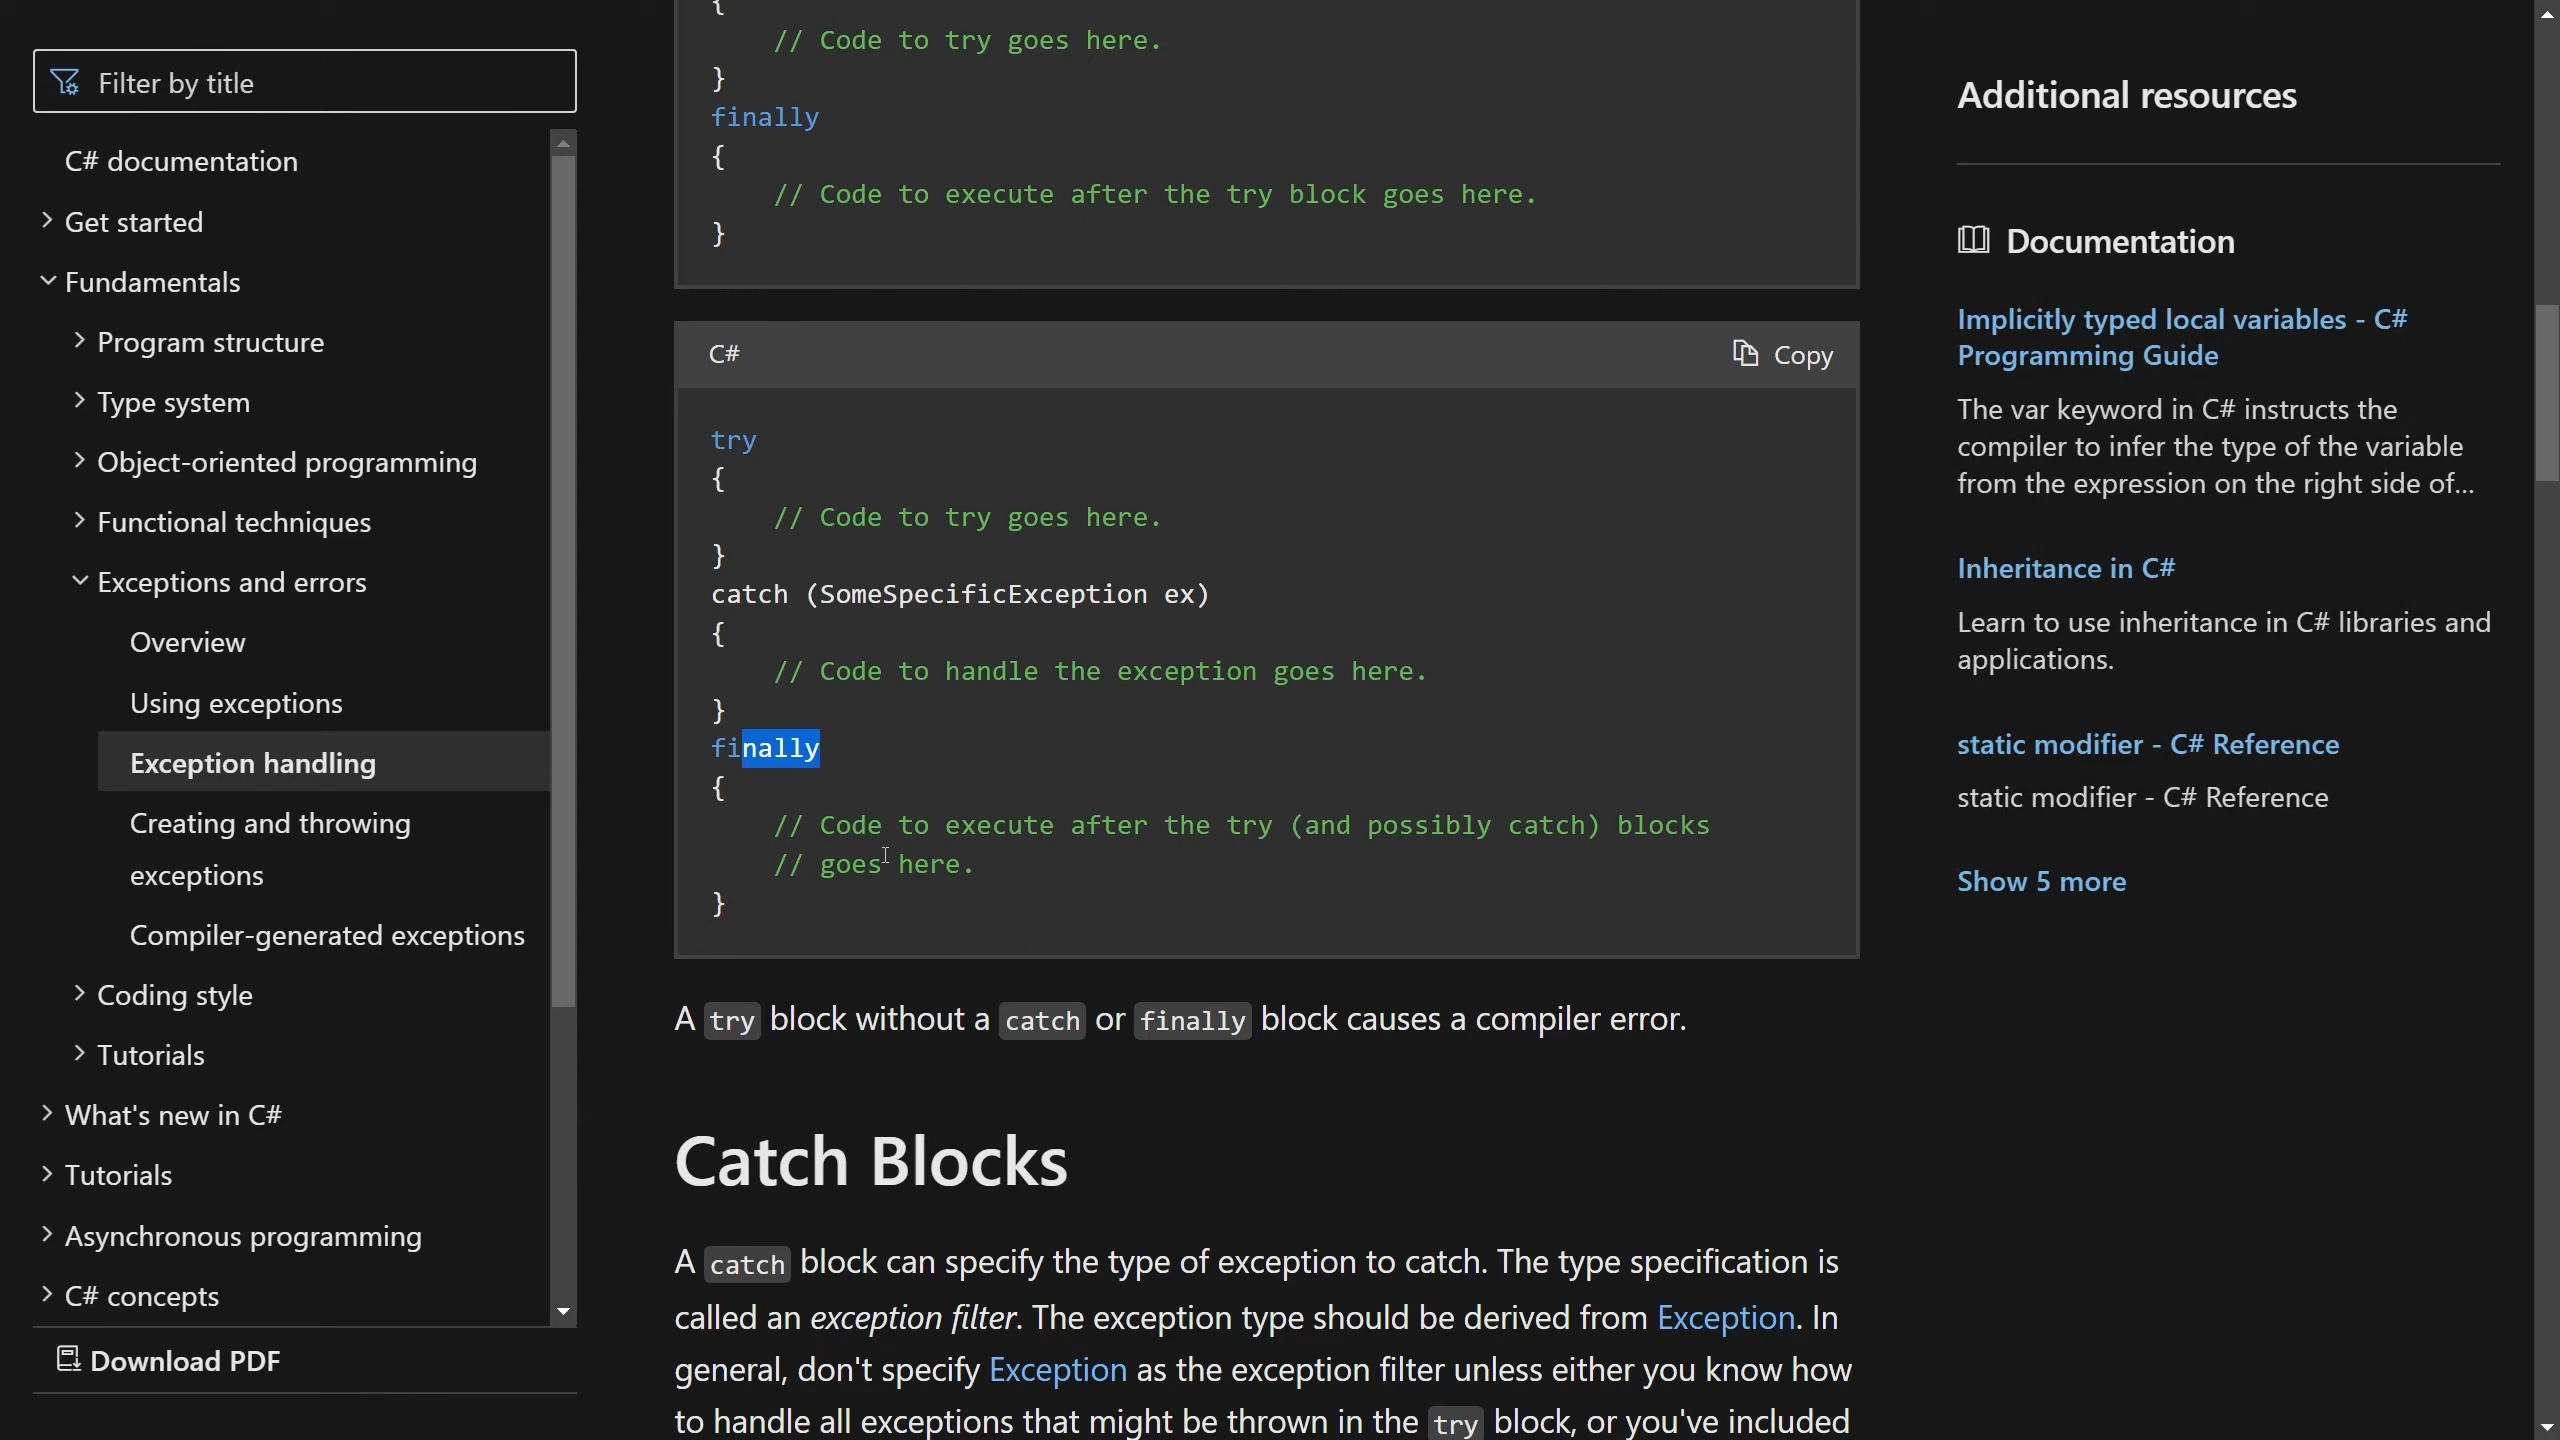 Filter by title
C# documentation
Get started
Fundamentals
Program structure
Type system
Object-oriented programming
Functional techniques
Exceptions and errors
Overview
Using exceptions
Exception handling
Creating and throwing
exceptions
Compiler-generated exceptions
Coding style
Tutorials
What's new in C#
Tutorials
Asynchronous programming
C# concepts
Download PDF
{
// Code to try goes here.
}
finally
{
// Code to execute after the try block goes here.
}
C#
Copy
try
{
// Code to try goes here.
}
catch (SomeSpecificException ex)
{
// Code to handle the exception goes here.
}
finally
{
// Code to execute after the try (and possibly catch) blocks
// goes here.
}
A try block without a catch or finally block causes a compiler error.
Catch Blocks
A catch block can specify the type of exception to catch. The type specification is
called an exception filter. The exception type should be derived from Exception. In
general, don't specify Exception as the exception filter unless either you know how
to handle all exceptions that might be thrown in the try block, or you've included
Additional resources
Documentation
Implicitly typed local variables - C#
Programming Guide
The var keyword in C# instructs the
compiler to infer the type of the variable
from the expression on the right side of...
Inheritance in C#
Learn to use inheritance in C# libraries and
applications.
static modifier - C# Reference
static modifier - C# Reference
Show 5 more